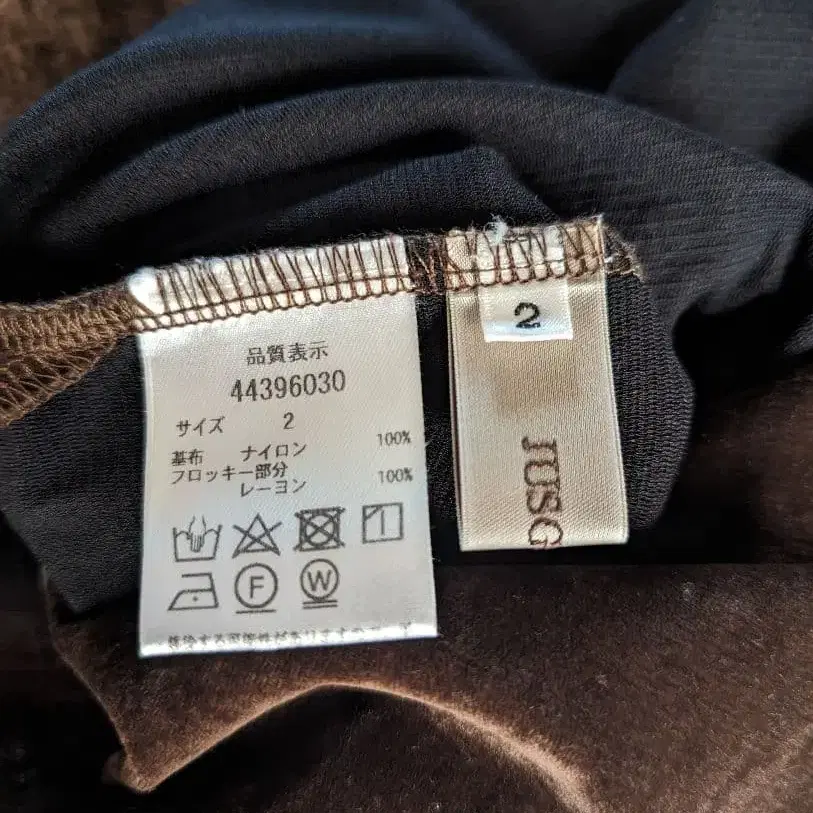 品質表示
44396030
サイズ 2
基布 ナイロン 100%
フロッキー部分
レーヨン 100%
F W
2
JUSG